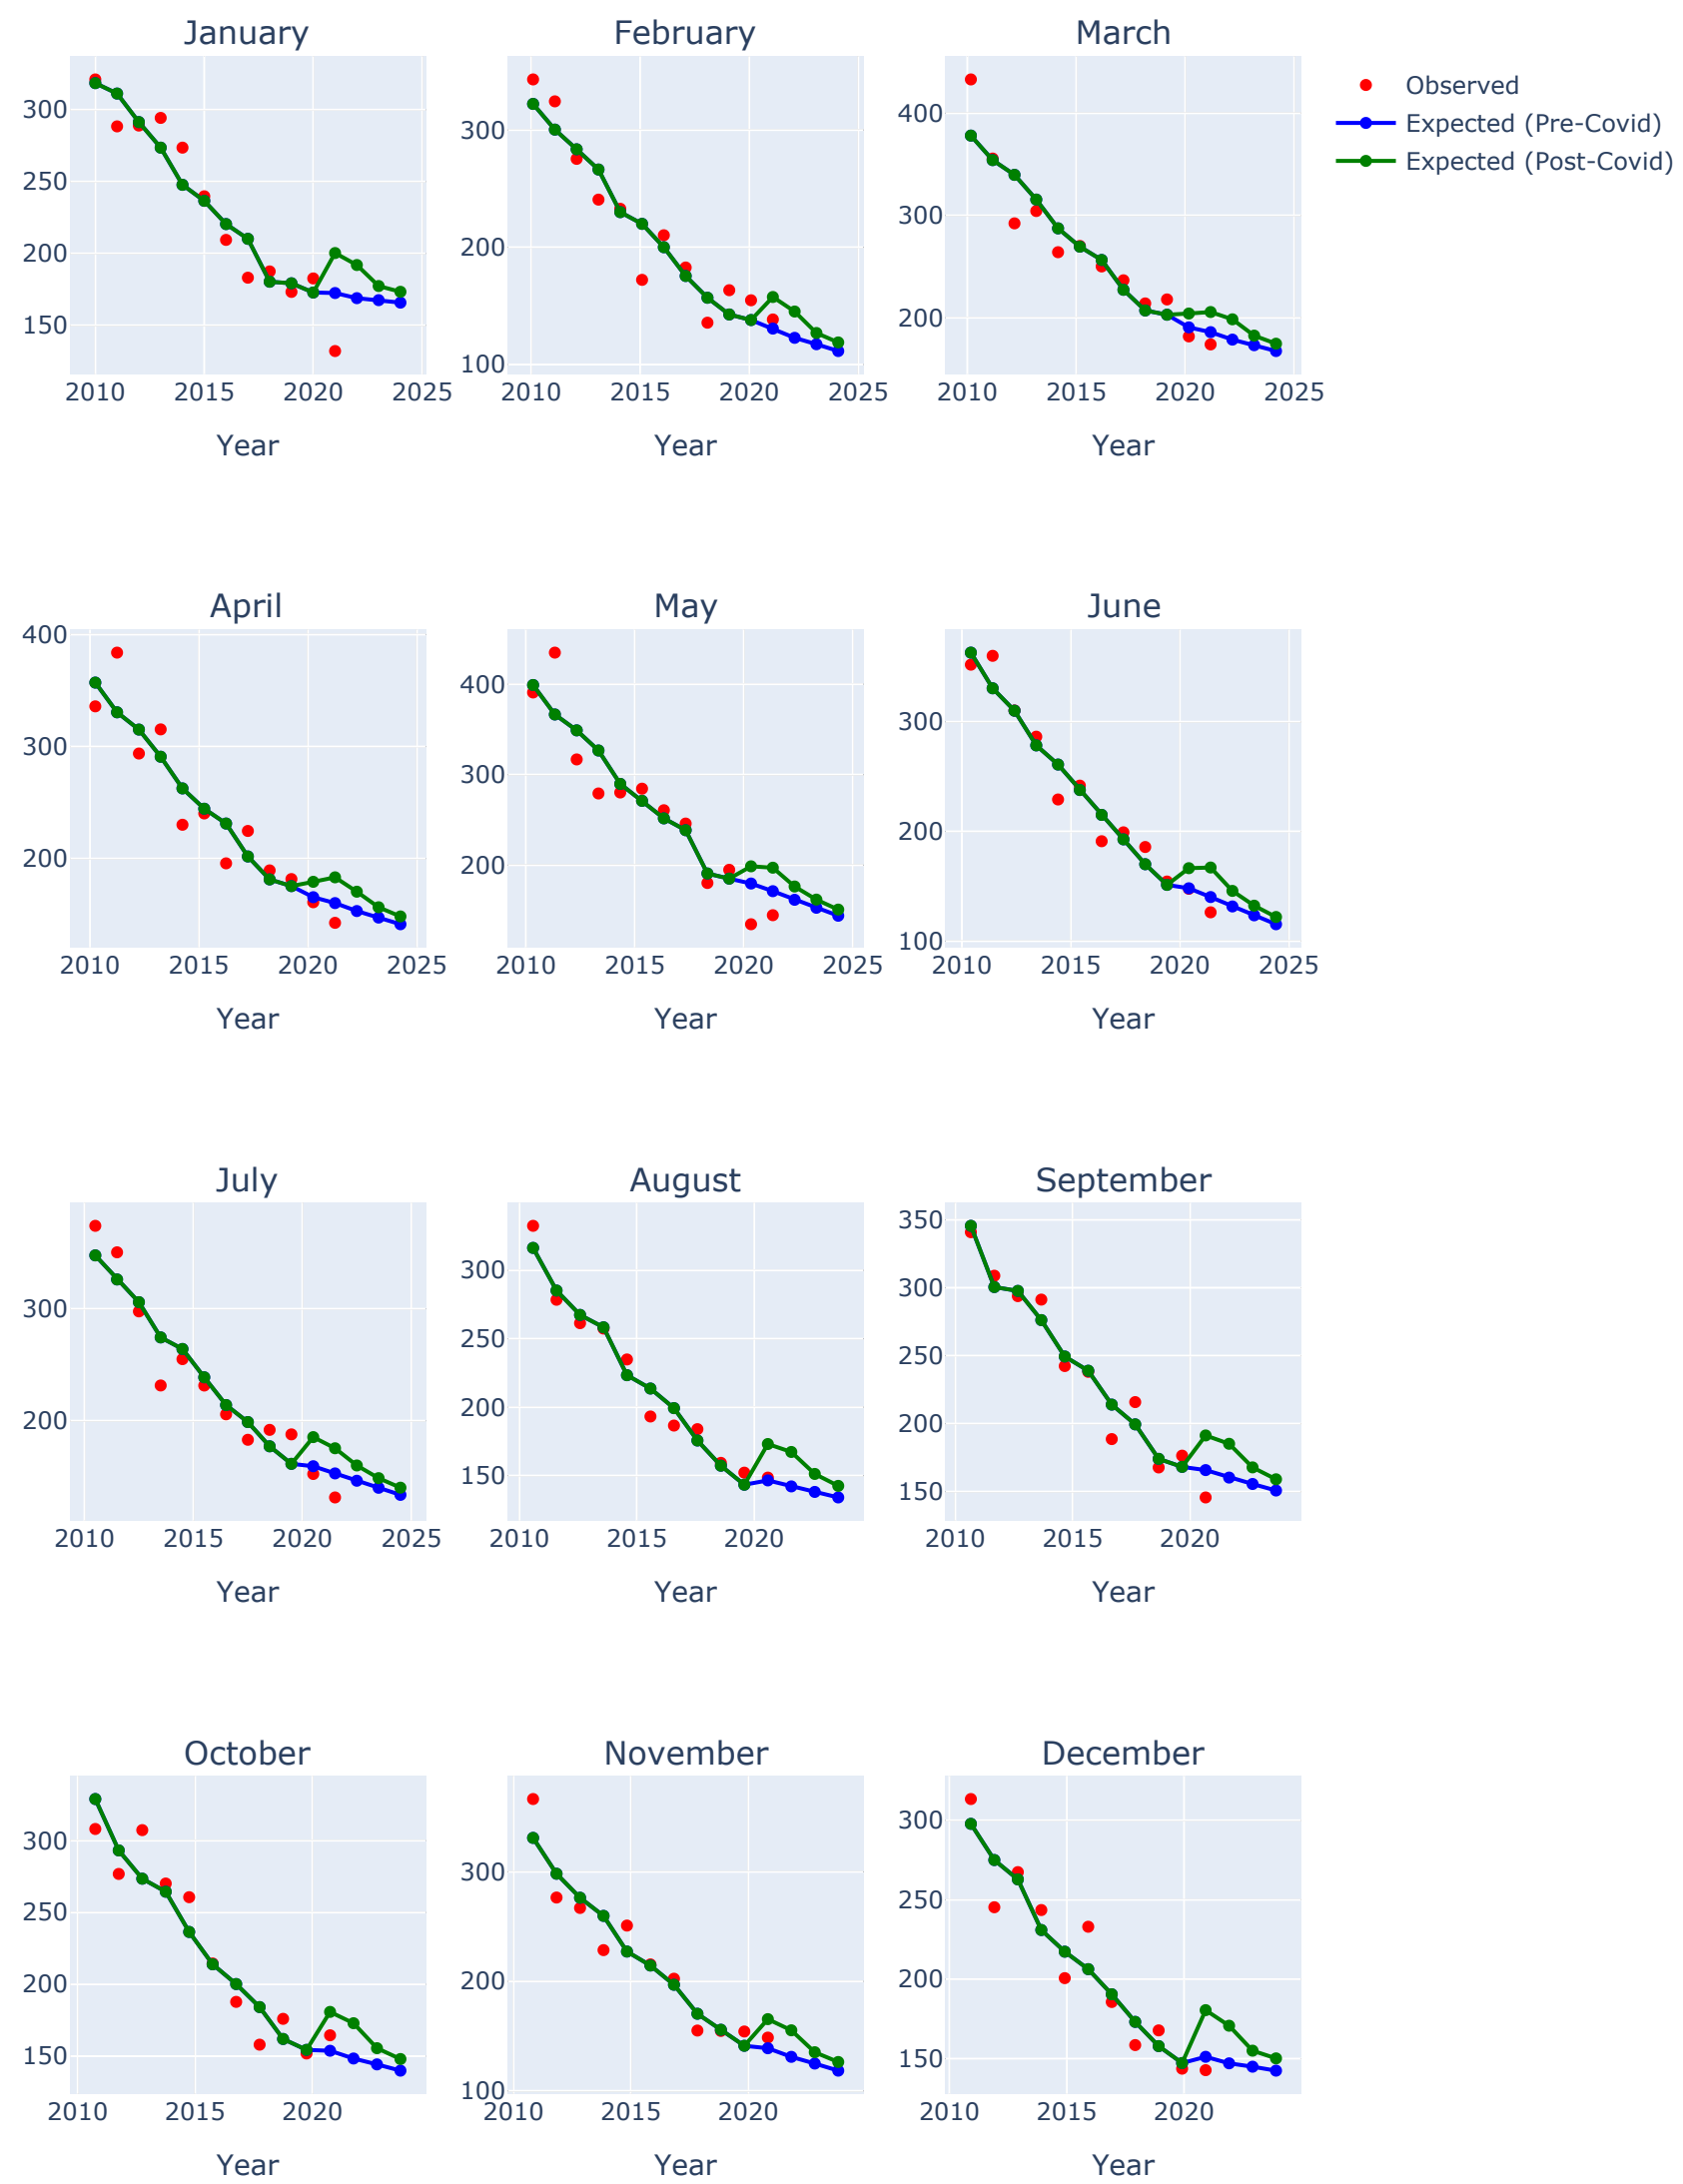 January February March
Observed
Expected (Pre-Covid)
Expected (Post-Covid)
300
250
200
150
2010 2015 2020 2025
Year
300
200
100
2010 2015 2020 2025
Year
400
300
200
2010 2015 2020 2025
Year
April May June
400
300
200
2010 2015 2020 2025
Year
400
300
200
2010 2015 2020 2025
Year
300
200
100
2010 2015 2020 2025
Year
July August September
300
200
2010 2015 2020 2025
Year
300
250
200
150
2010 2015 2020
Year
350
300
250
200
150
2010 2015 2020
Year
October November December
300
250
200
150
2010 2015 2020
Year
300
200
100
2010 2015 2020
Year
300
250
200
150
2010 2015 2020
Year